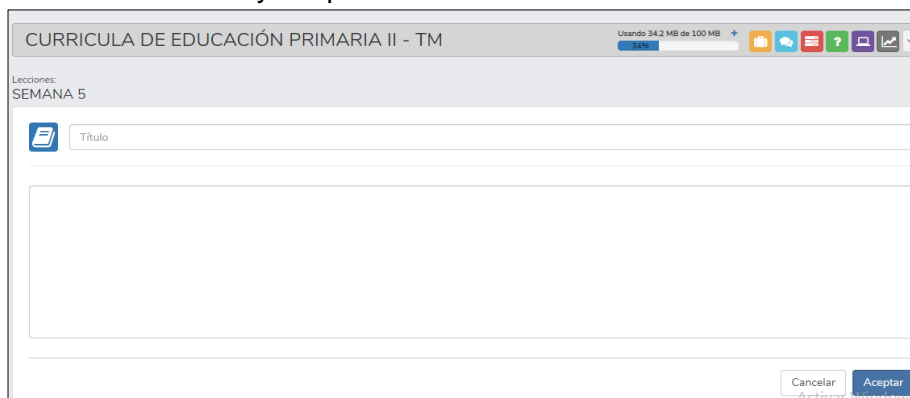 CURRICULA DE EDUCACIÓN PRIMARIA II - TM
Usando 34.2 MB de 100 MB +
34%
?
Lecciones:
SEMANA 5
Título
Cancelar
Aceptar